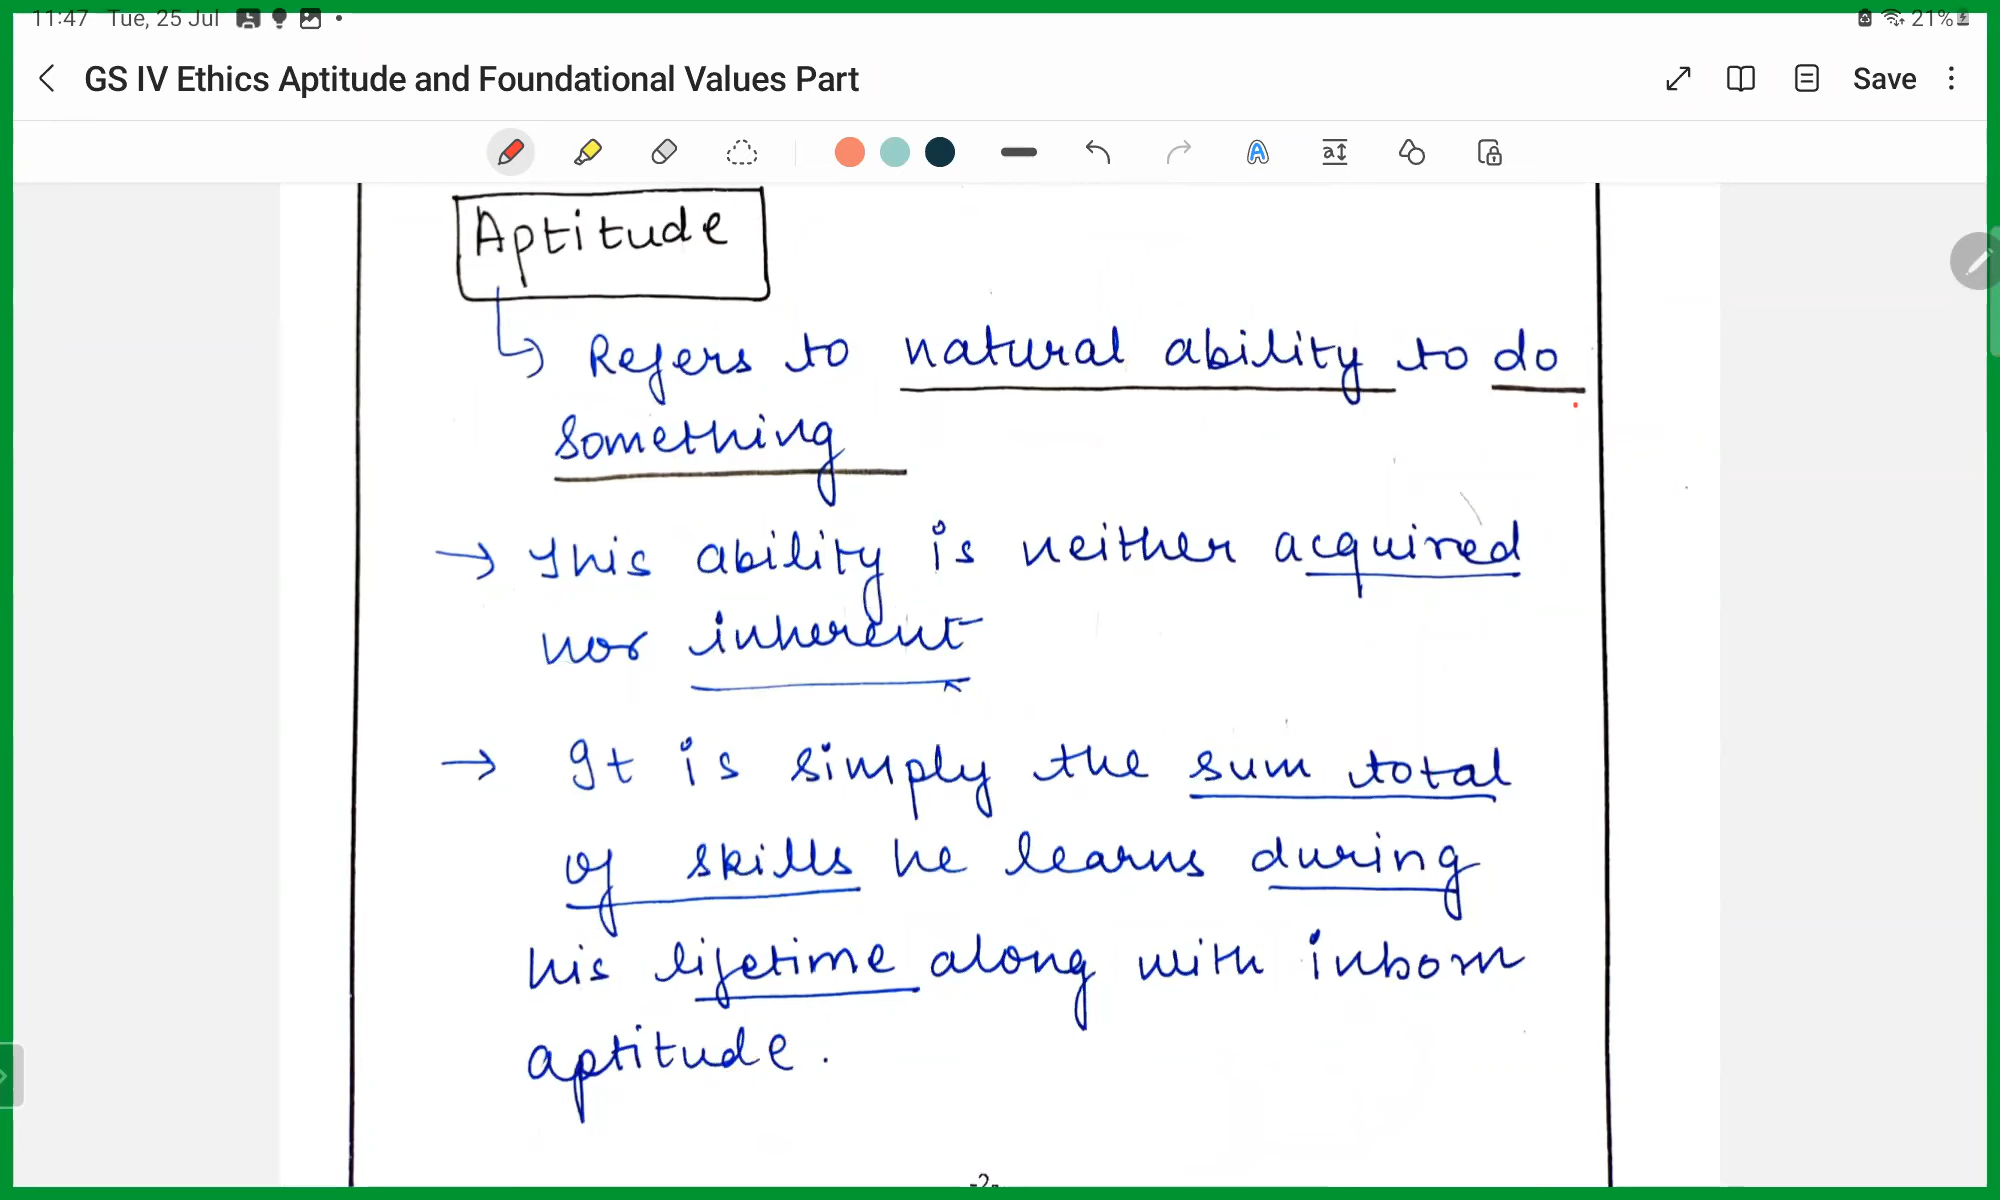 11:47 Tue, 25 Jul
21%
GS IV Ethics Aptitude and Foundational Values Part
Save
Aptitude
Refers to natural ability to do
something
→ This ability is neither acquired
nor inherent
→ It is simply the sum total
of skills he learns during
his lifetime along with inborn
aptitude.
-2-